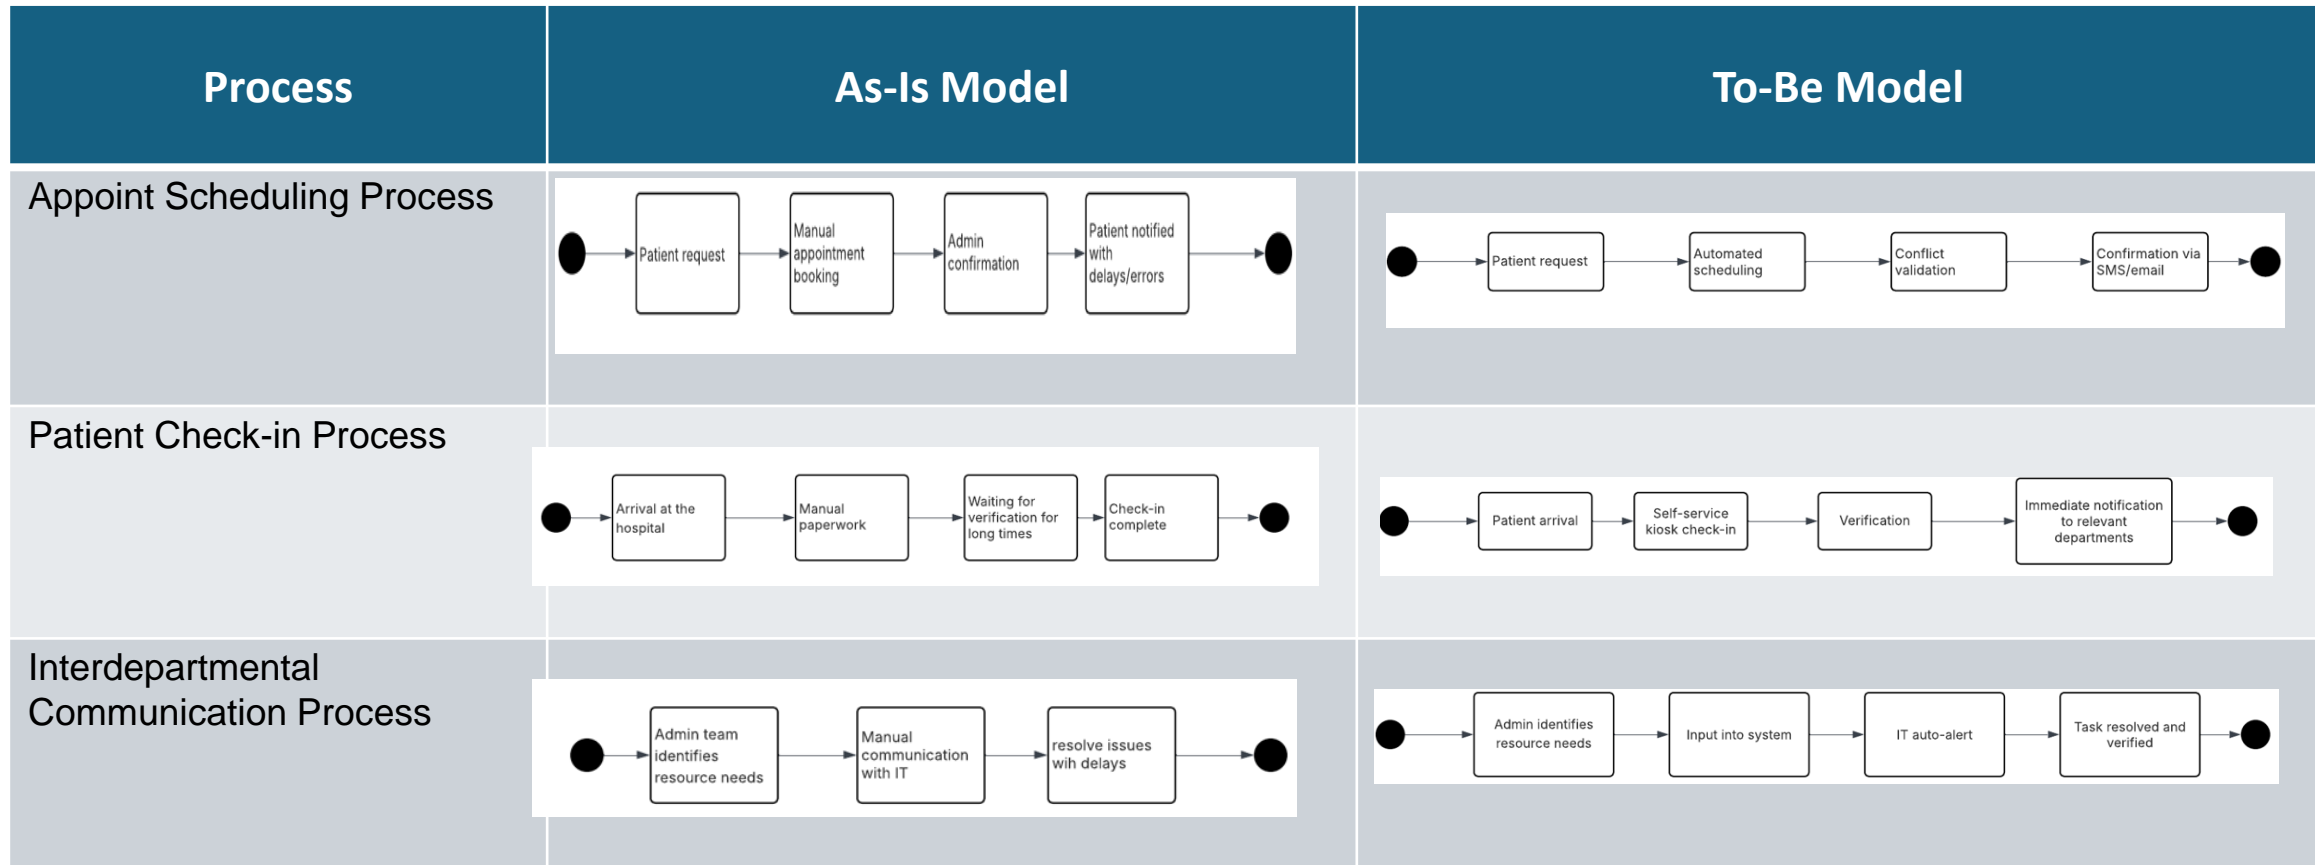 Process
As-Is Model
To-Be Model
Appoint Scheduling Process
Patient request
Manual
appointment
booking
Admin
confirmation
Patient notified
with
delays/errors
Patient request
Automated
scheduling
Conflict
validation
Confirmation via
SMS/email
Patient Check-in Process
Arrival at the
hospital
Manual
paperwork
Waiting for
verification for
long times
Check-in
complete
Patient arrival
Self-service
kiosk check-in
Verification
Immediate notification
to relevant
departments
Interdepartmental
Communication Process
Admin team
identifies
resource needs
Manual
communication
with IT
resolve issues
wih delays
Admin identifies
resource needs
Input into system
IT auto-alert
Task resolved and
verified